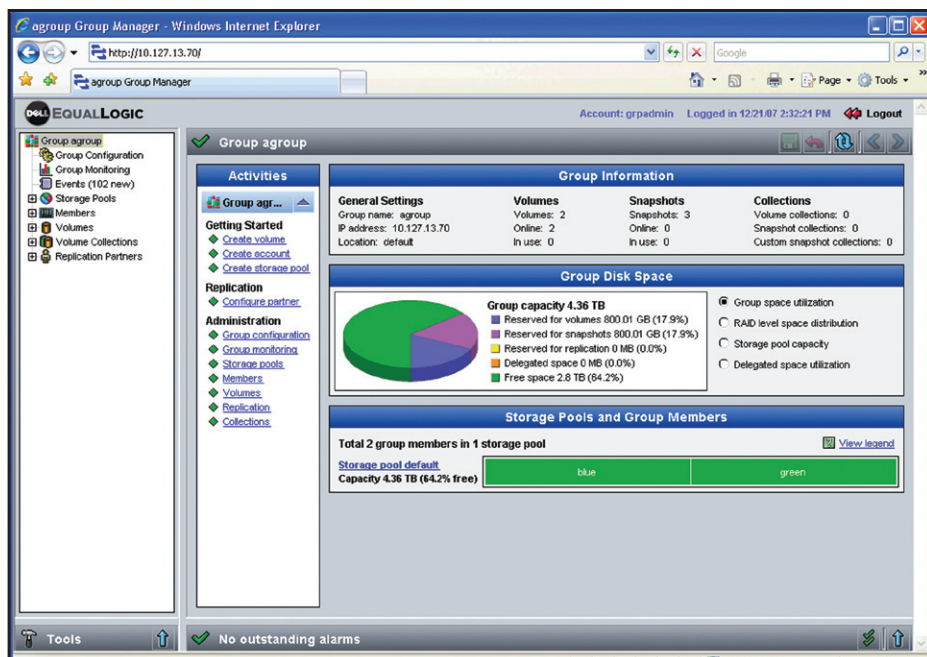 agroup Group Manager - Windows Internet Explorer
http://10.127.13.70/
Google
agroup Group Manager
Page
Tools
DELL EQUALLOGIC
Account: grpadmin Logged in 12/21/07 2:32:21 PM Logout
Group agroup
Group Configuration
Group Monitoring
Events (102 new)
Storage Pools
Members
Volumes
Volume Collections
Replication Partners
Tools
Group agroup
Activities
Group agr...
Getting Started
Create volume
Create account
Create storage pool
Replication
Configure partner
Administration
Group configuration
Group monitoring
Storage pools
Members
Volumes
Replication
Collections
Group Information
General Settings
Group name: agroup
IP address: 10.127.13.70
Location: default
Volumes
Volumes: 2
Online: 2
In use: 0
Snapshots
Snapshots: 3
Online: 0
In use: 0
Collections
Volume collections: 0
Snapshot collections: 0
Custom snapshot collections: 0
Group Disk Space
Group capacity 4.36 TB
Reserved for volumes 800.01 GB (17.9%)
Reserved for snapshots 800.01 GB (17.9%)
Reserved for replication 0 MB (0.0%)
Delegated space 0 MB (0.0%)
Free space 2.8 TB (64.2%)
Group space utilization
RAID level space distribution
Storage pool capacity
Delegated space utilization
Storage Pools and Group Members
Total 2 group members in 1 storage pool
View legend
Storage pool default
Capacity 4.36 TB (64.2% free)
blue
green
No outstanding alarms